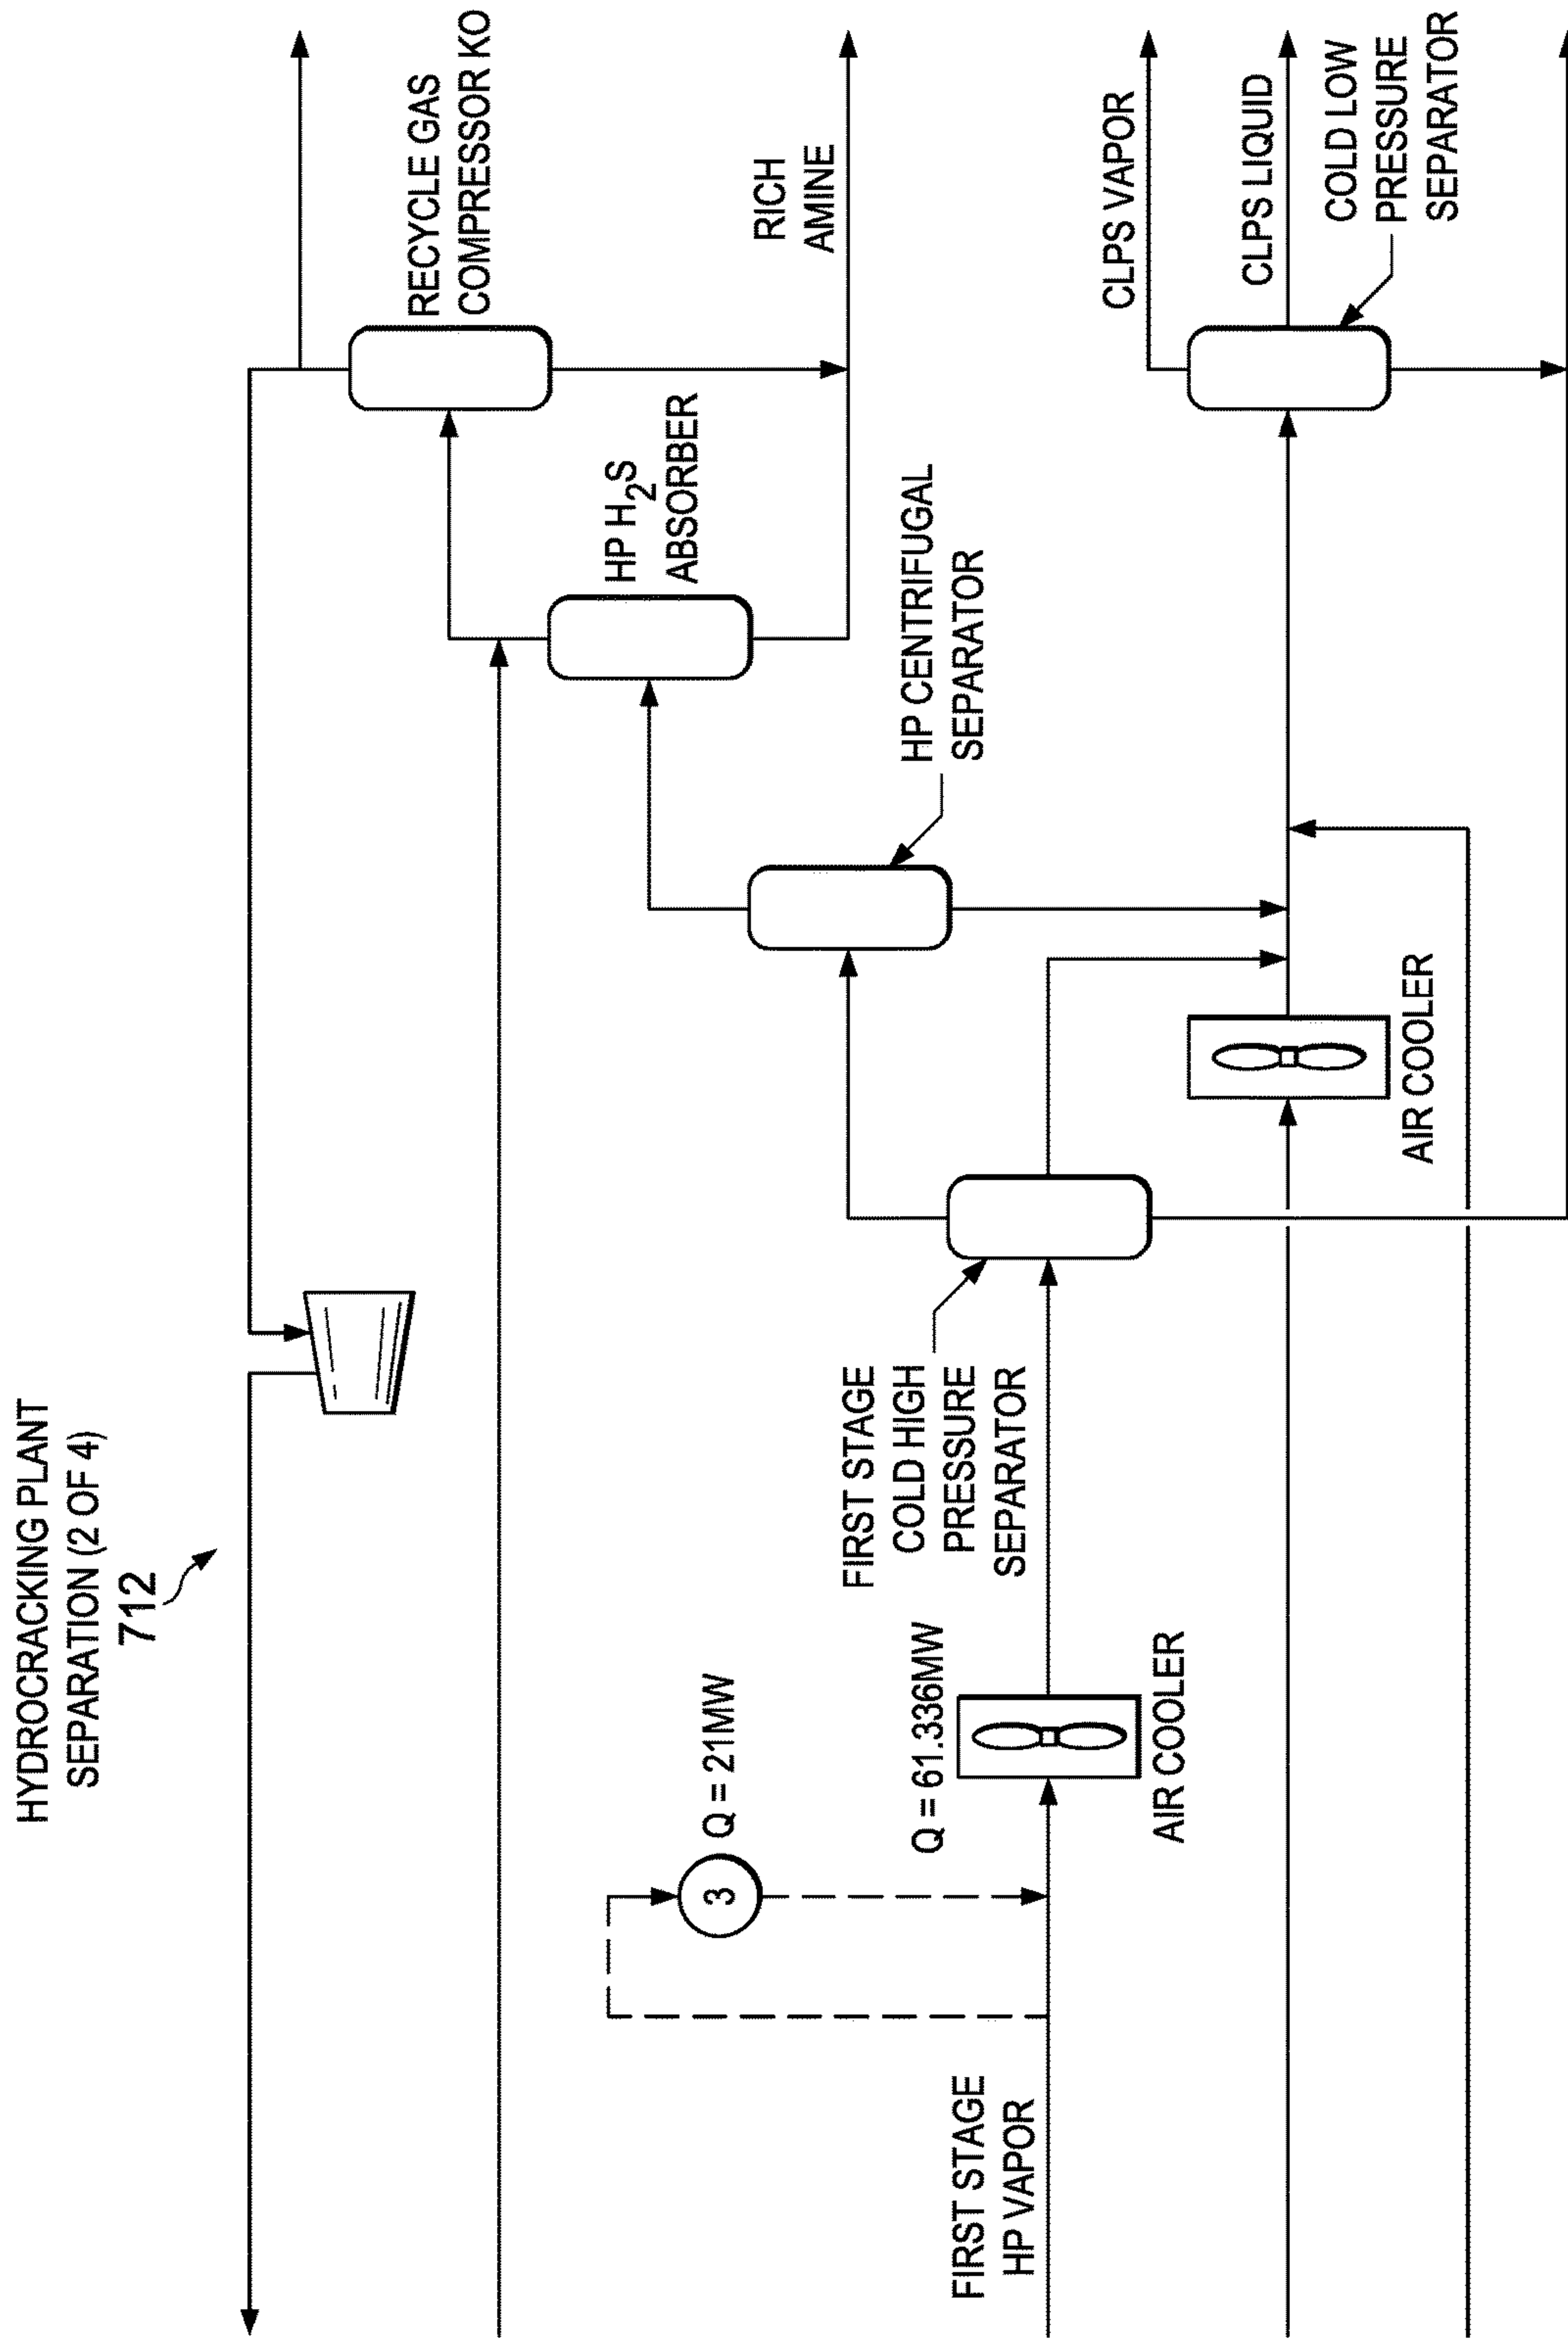 HYDROCRACKING PLANT
SEPARATION (2 OF 4)
712
RECYCLE GAS
COMPRESSOR KO
HP H2S
ABSORBER
RICH
AMINE
HP CENTRIFUGAL
SEPARATOR
Q = 21MW
3
FIRST STAGE
COLD HIGH
PRESSURE
SEPARATOR
Q = 61.336MW
AIR COOLER
FIRST STAGE
HP VAPOR
CLPS VAPOR
CLPS LIQUID
COLD LOW
PRESSURE
SEPARATOR
AIR COOLER